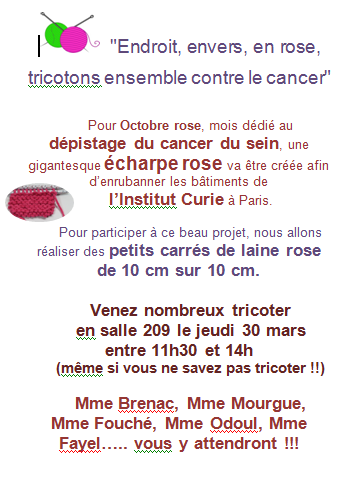 "Endroit, envers, en rose,
tricotons ensemble contre le cancer"
Pour Octobre rose, mois dédié au
dépistage du cancer du sein, une
gigantesque écharpe rose va être créée afin
d'enrubanner les bâtiments de
l'Institut Curie à Paris.
Pour participer à ce beau projet, nous allons
réaliser des petits carrés de laine rose
de 10 cm sur 10 cm.
Venez nombreux tricoter
en salle 209 le jeudi 30 mars
entre 11h30 et 14h
(même si vous ne savez pas tricoter !!)
Mme Brenac, Mme Mourgue,
Mme Fouché, Mme Odoul, Mme
Fayel….. vous y attendront !!!